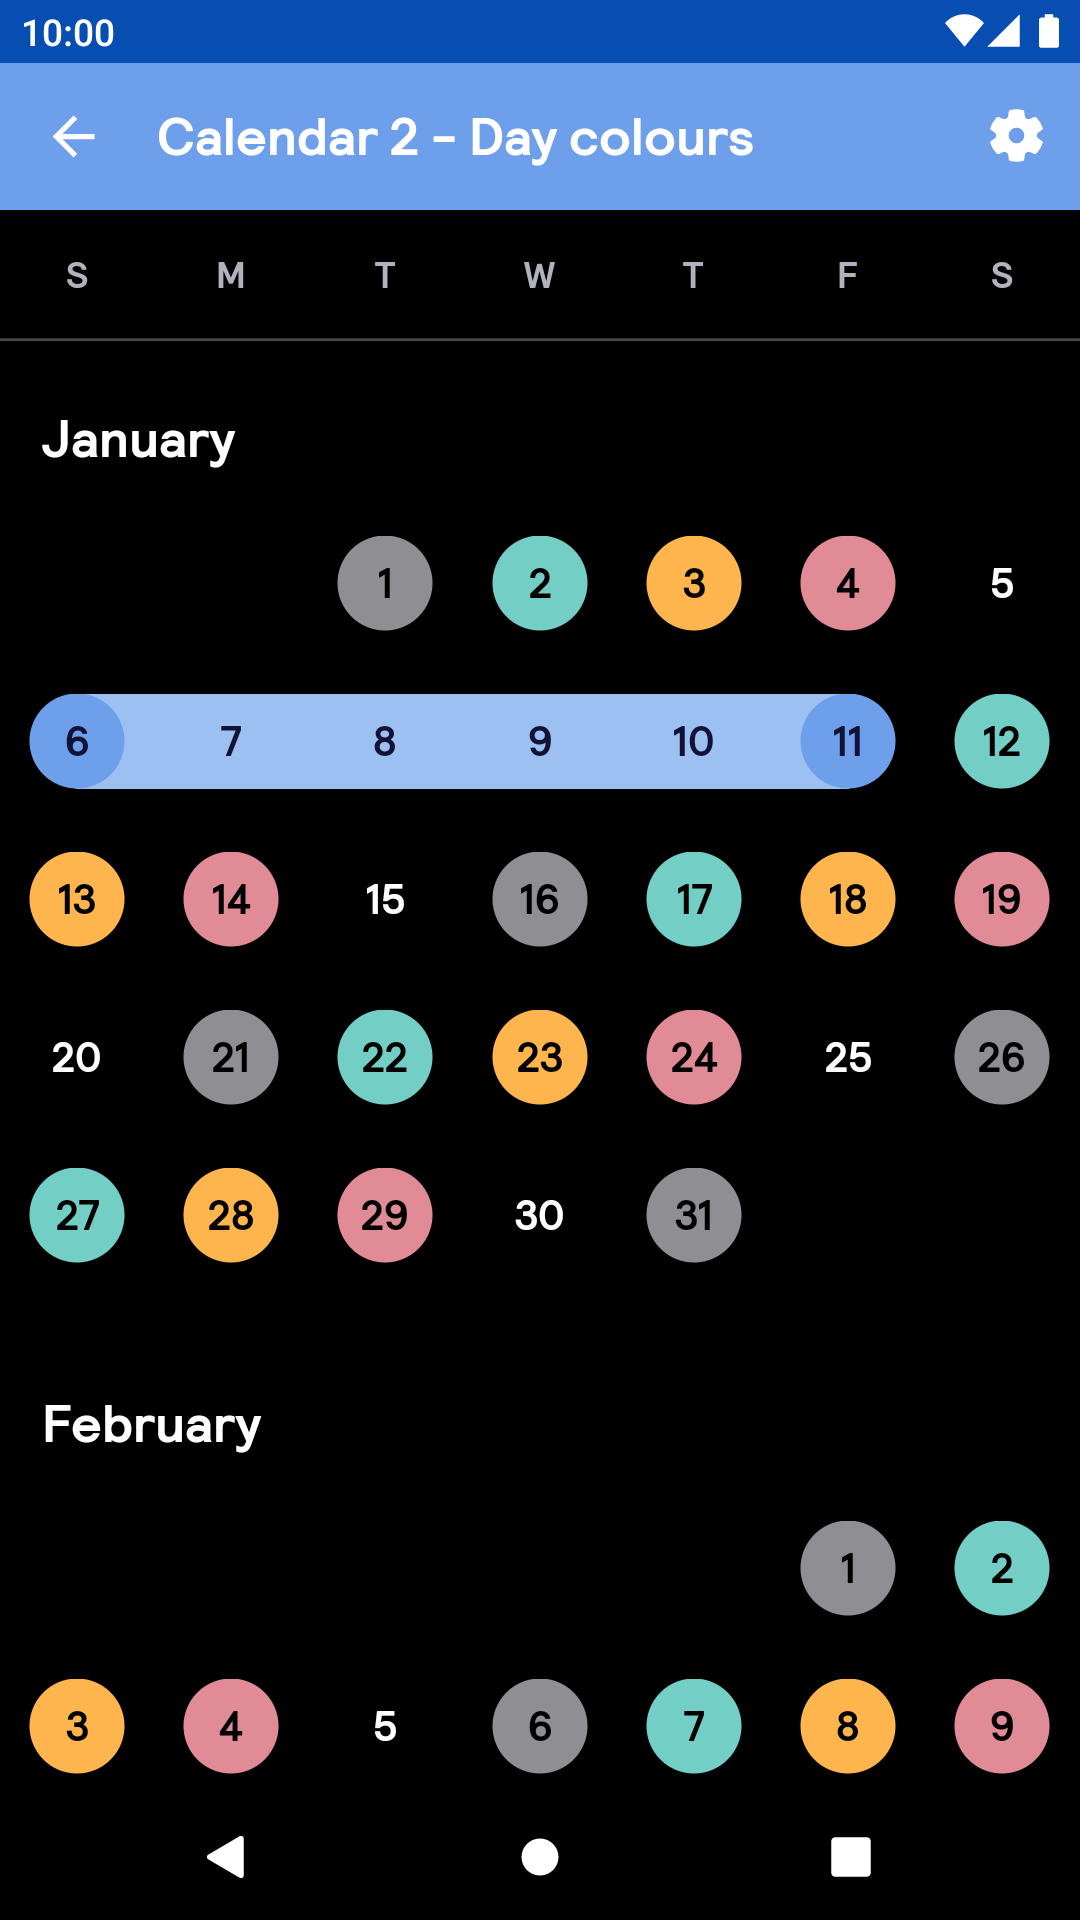 10:00
Calendar 2 - Day colours
S M T W T F S
January
1 2 3 4 5
6 7 8 9 10 11 12
13 14 15 16 17 18 19
20 21 22 23 24 25 26
27 28 29 30 31
February
1 2
3 4 5 6 7 8 9